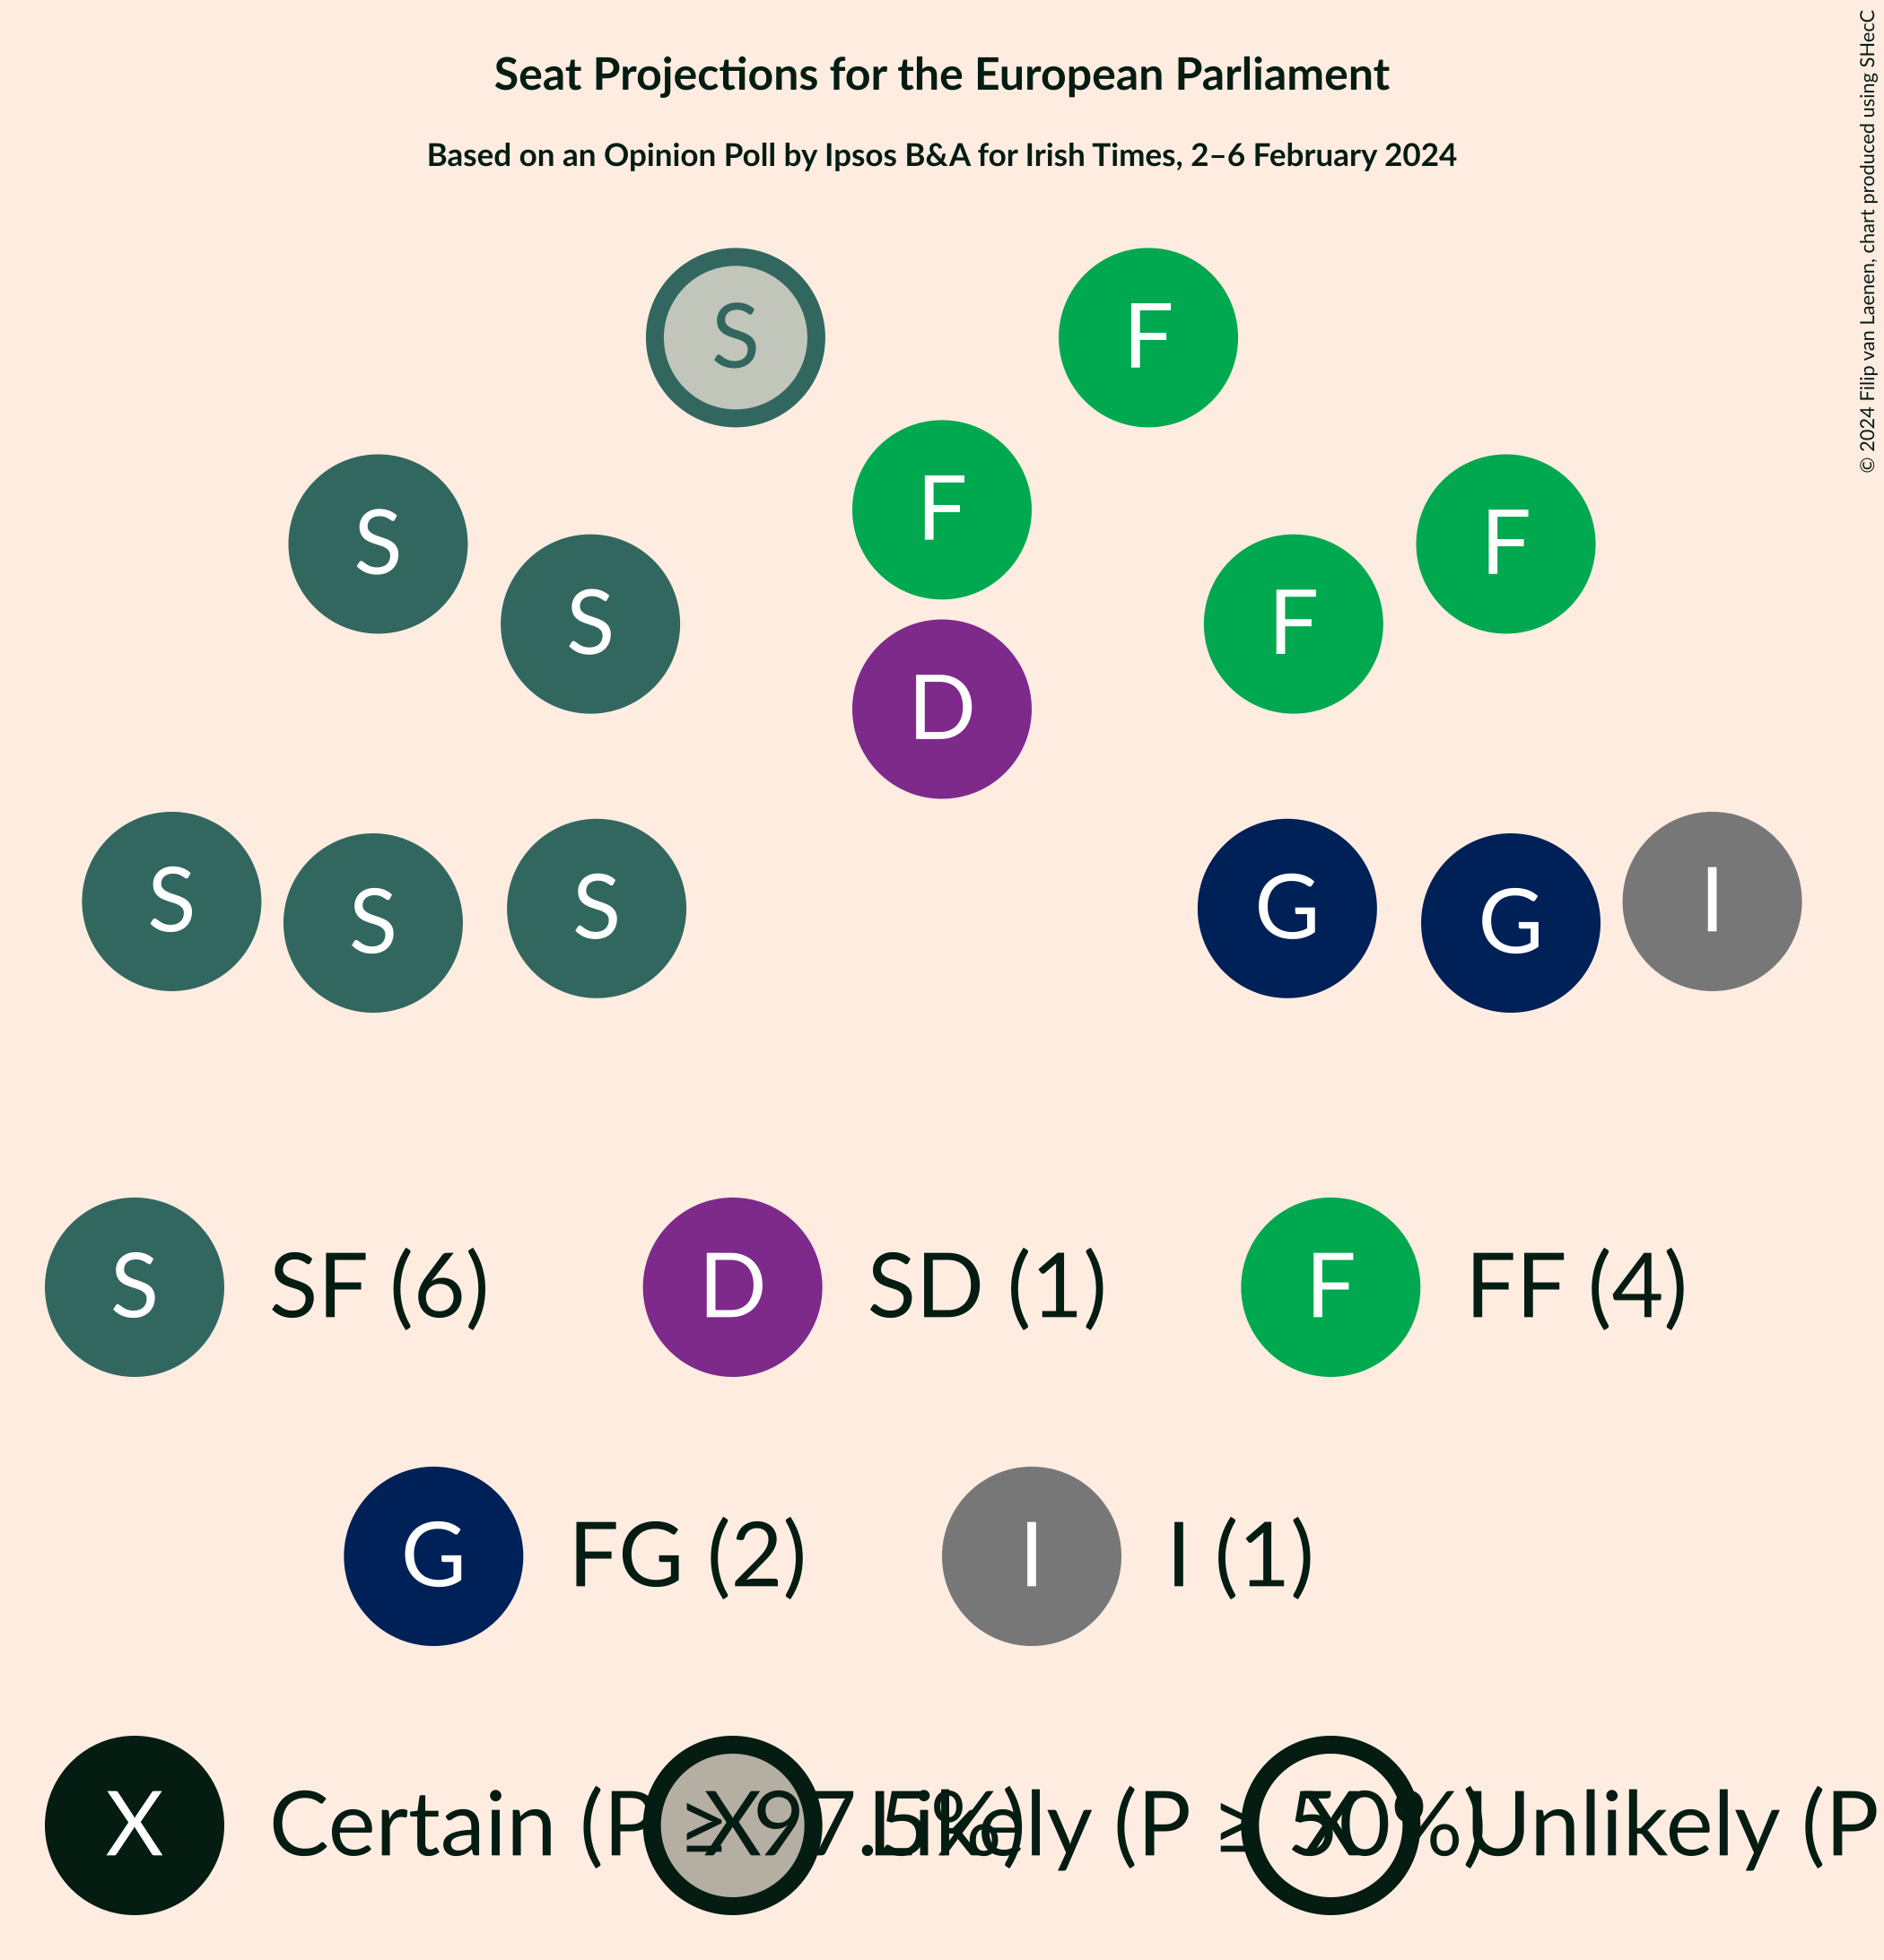 Seat Projections for the European Parliament
Based on an Opinion Poll by Ipsos B&A for Irish Times, 2–6 February 2024
© 2024 Filip van Laenen, chart produced using SHecC
S F
F
S F
S F
D
S I
S G
S G
S SF (6) D SD (1) F FF (4)
G FG (2) I I (1)
X Certain (P ≥ 97.5%) X Likely (P ≥ 50%) X Unlikely (P